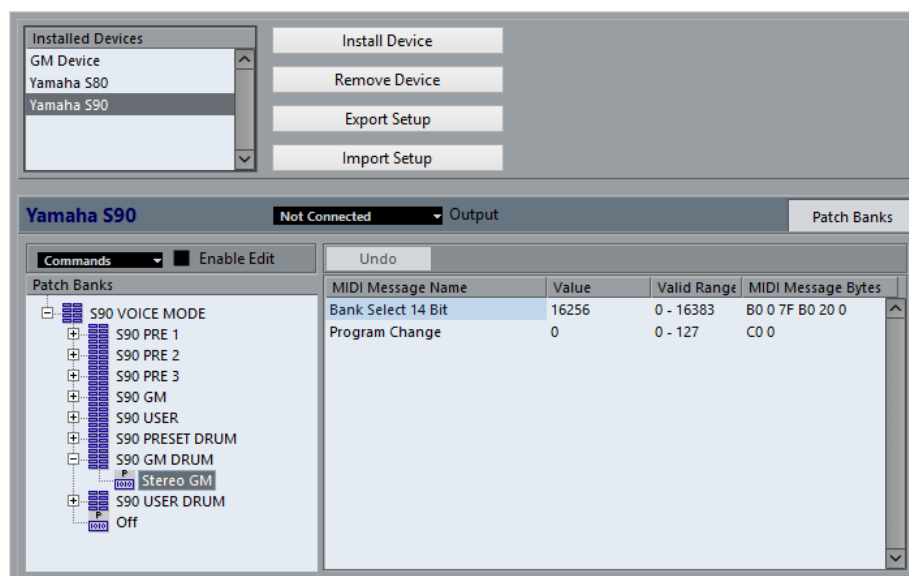 Installed Devices
GM Device
Yamaha S80
Yamaha S90
Install Device
Remove Device
Export Setup
Import Setup
Yamaha S90
Not Connected
Output
Patch Banks
Commands
Enable Edit
Undo
Patch Banks
S90 VOICE MODE
S90 PRE 1
S90 PRE 2
S90 PRE 3
S90 GM
S90 USER
S90 PRESET DRUM
S90 GM DRUM
P
1010
Stereo GM
S90 USER DRUM
P
1010
Off
MIDI Message Name Value Valid Range MIDI Message Bytes
Bank Select 14 Bit 16256 0 - 16383 B0 0 7F B0 20 0
Program Change 0 0 - 127 C0 0